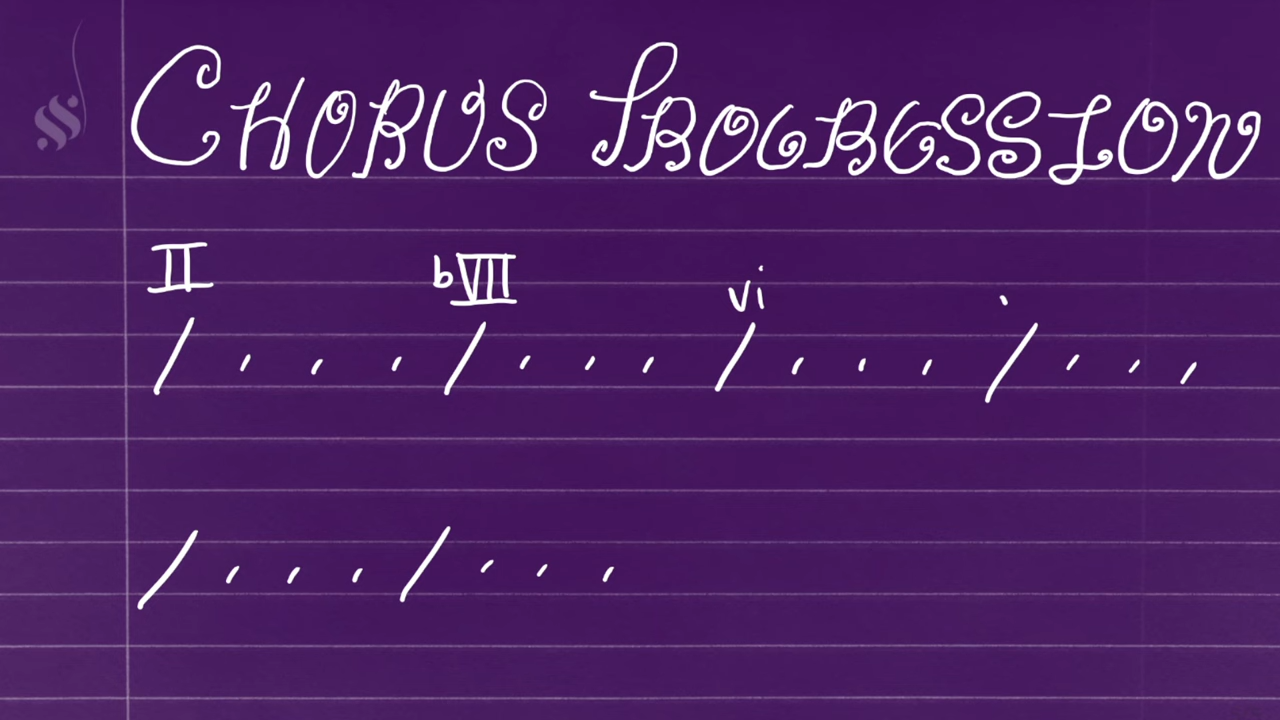 CHORUS PROGRESSION
II bVII vi
/ ' ' ' / ' ' ' / ' ' ' / ' ' '
/ ' ' ' / ' ' '